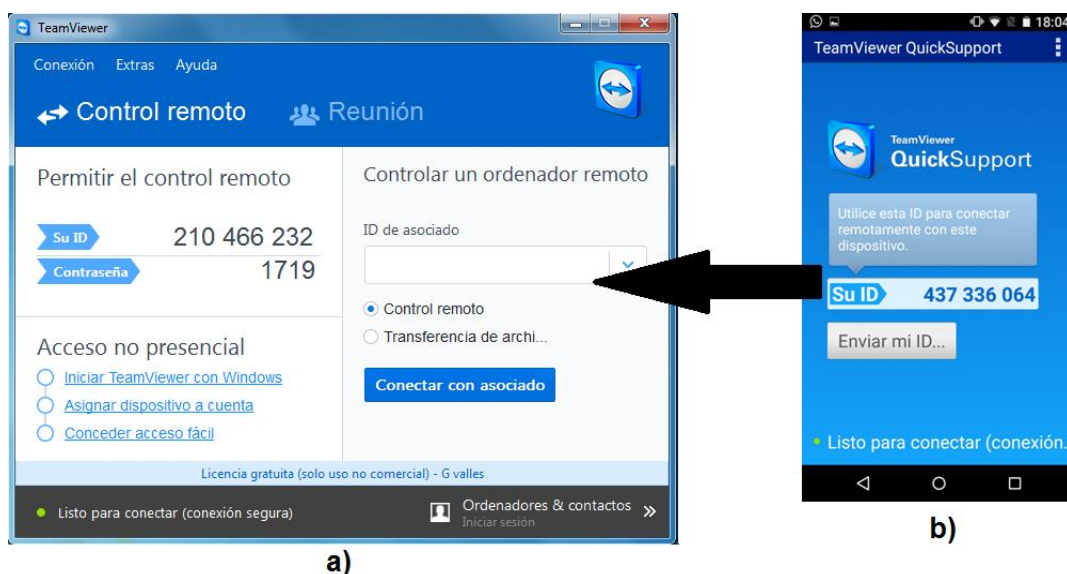 TeamViewer
Conexión Extras Ayuda
Control remoto Reunión
Permitir el control remoto
Su ID 210 466 232
Contraseña 1719
Acceso no presencial
Iniciar TeamViewer con Windows
Asignar dispositivo a cuenta
Conceder acceso fácil
Controlar un ordenador remoto
ID de asociado
Control remoto
Transferencia de archi...
Conectar con asociado
Licencia gratuita (solo uso no comercial) - G valles
Listo para conectar (conexión segura)
Ordenadores & contactos
Iniciar sesión
a)
18:04
TeamViewer QuickSupport
TeamViewer
QuickSupport
Utilice esta ID para conectar
remotamente con este
dispositivo.
Su ID 437 336 064
Enviar mi ID...
Listo para conectar (conexión.
b)